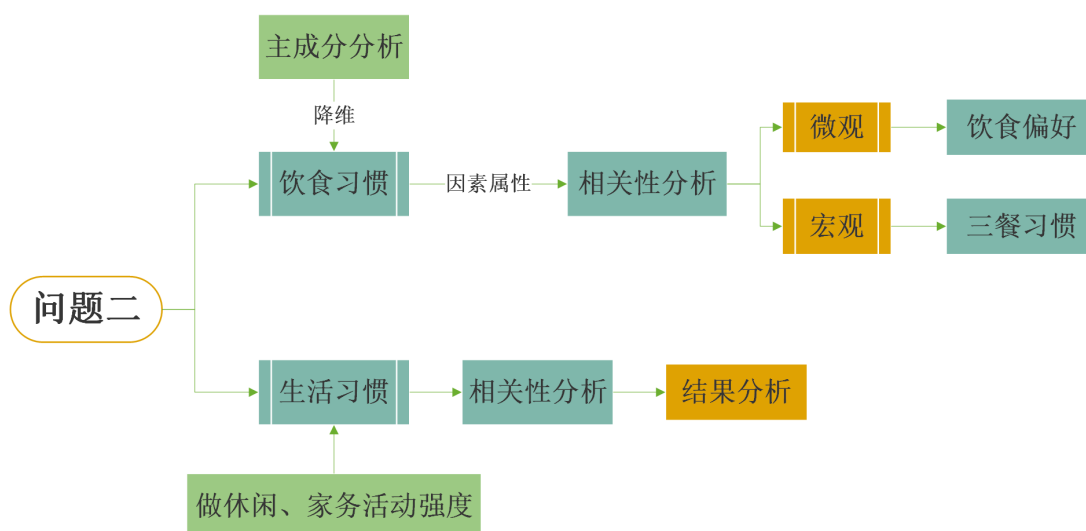 主成分分析
降维
饮食习惯
因素属性
相关性分析
微观
饮食偏好
宏观
三餐习惯
问题二
生活习惯
相关性分析
结果分析
做休闲、家务活动强度